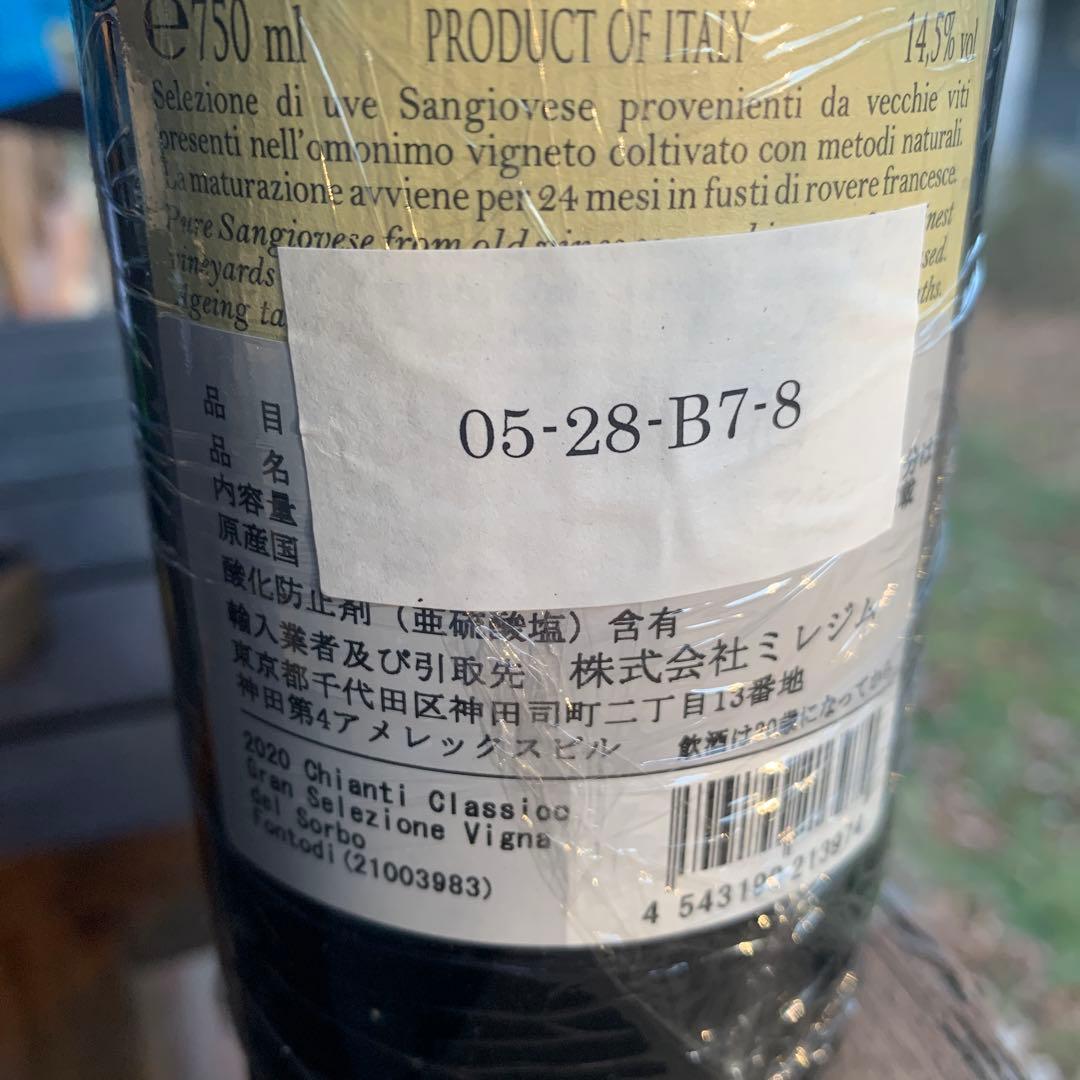 e750 ml PRODUCT OF ITALY 14,5% vol
Selezione di uve Sangiovese provenienti da vecchie viti
presenti nell'omonimo vigneto coltivato con metodi naturali.
La maturazione avviene per 24 mesi in fusti di rovere francese.
Pure Sangiovese from old
vineyards
Ageing
05-28-B7-8
品 目
品 名
内容量
原産国
酸化防止剤（亜硫酸塩）含有
輸入業者及び引取先 株式会社ミレジム
東京都千代田区神田司町二丁目13番地
神田第4アメレックスビル 飲酒は20歳になってから
2020 Chianti Classico
Gran Selezione Vigna
del Sorbo
Fontodi(21003983)
4 543190 213974